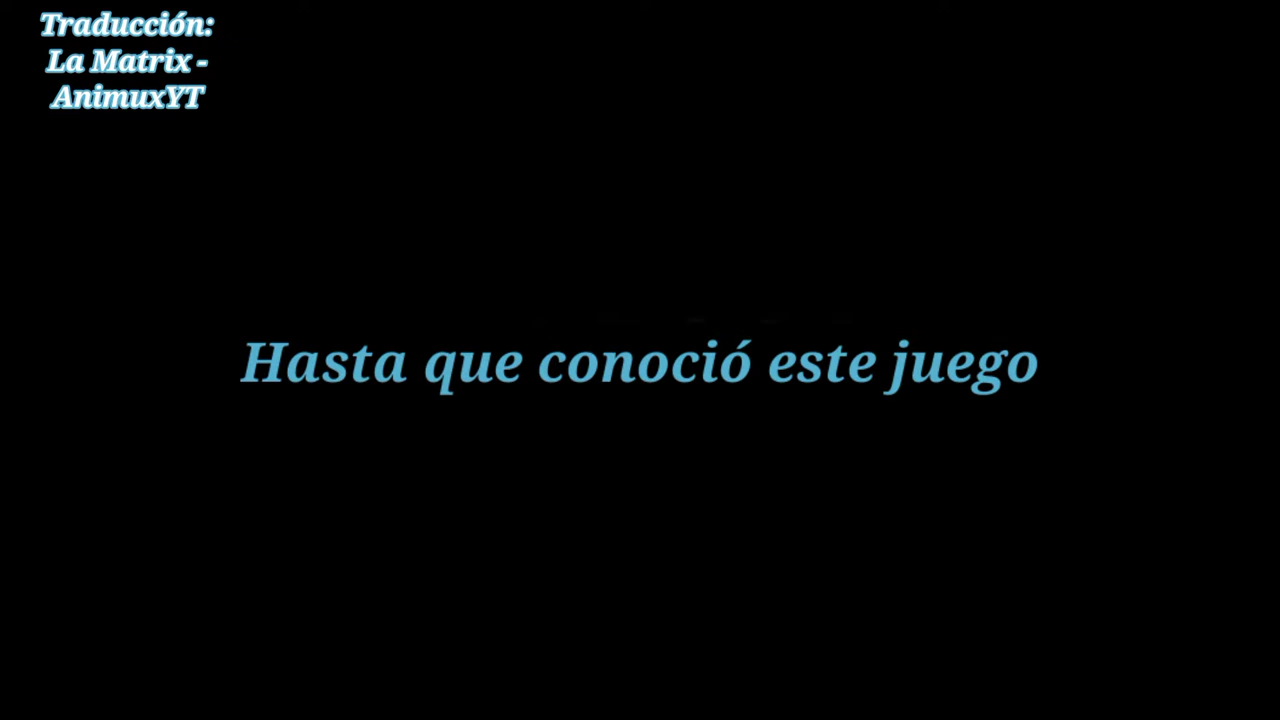 Traducción:
La Matrix -
AnimuxYT
Hasta que conoció este juego